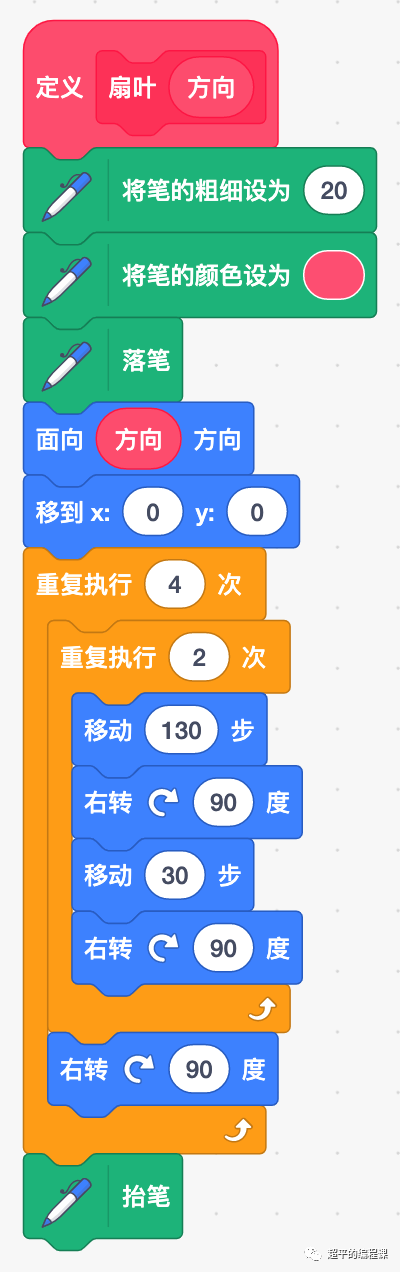 定义 扇叶 方向
将笔的粗细设为 20
将笔的颜色设为
落笔
面向 方向 方向
移到 x: 0 y: 0
重复执行 4 次
重复执行 2 次
移动 130 步
右转 90 度
移动 30 步
右转 90 度
右转 90 度
抬笔
超平的编程课